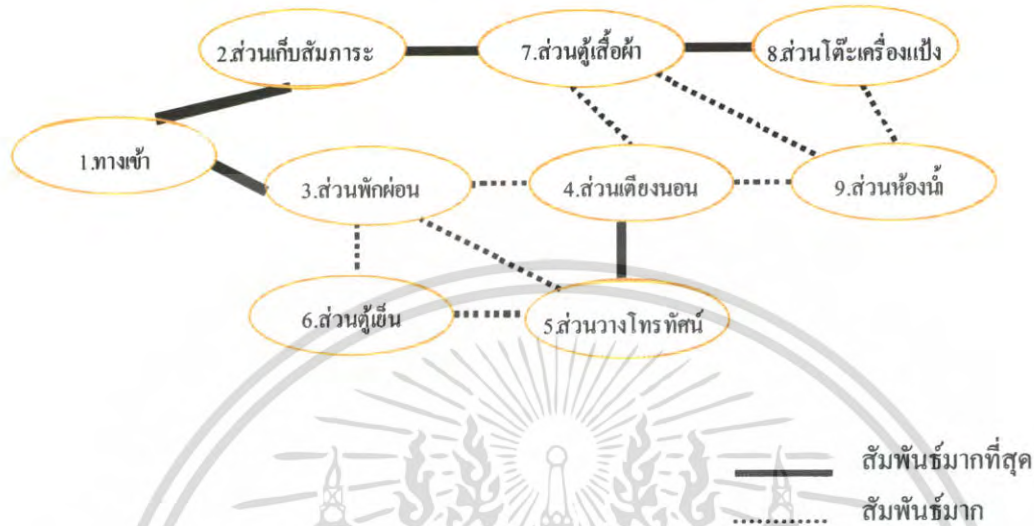 2.ส่วนเก็บสัมภาระ
7.ส่วนตู้เสื้อผ้า
8.ส่วนโต๊ะเครื่องแป้ง
1.ทางเข้า
3.ส่วนพักผ่อน
4.ส่วนเตียงนอน
9.ส่วนห้องน้ำ
6.ส่วนตู้เย็น
5.ส่วนวางโทรทัศน์
สัมพันธ์มากที่สุด
สัมพันธ์มาก